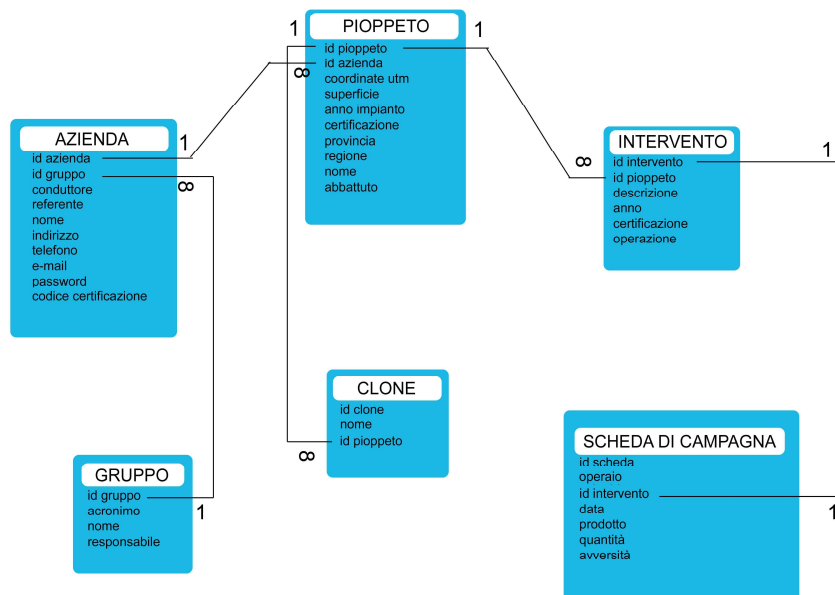 1
PIOPPETO
1
id pioppeto
id azienda
coordinate utm
superficie
anno impianto
certificazione
provincia
regione
nome
abbattuto
∞
AZIENDA
1
id azienda
id gruppo
conduttore
referente
nome
indirizzo
telefono
e-mail
password
codice certificazione
∞
INTERVENTO
1
id intervento
id pioppeto
descrizione
anno
certificazione
operazione
∞
CLONE
id clone
nome
id pioppeto
∞
GRUPPO
id gruppo
acronimo
nome
responsabile
1
SCHEDA DI CAMPAGNA
id scheda
operaio
id intervento
data
prodotto
quantità
avversità
1